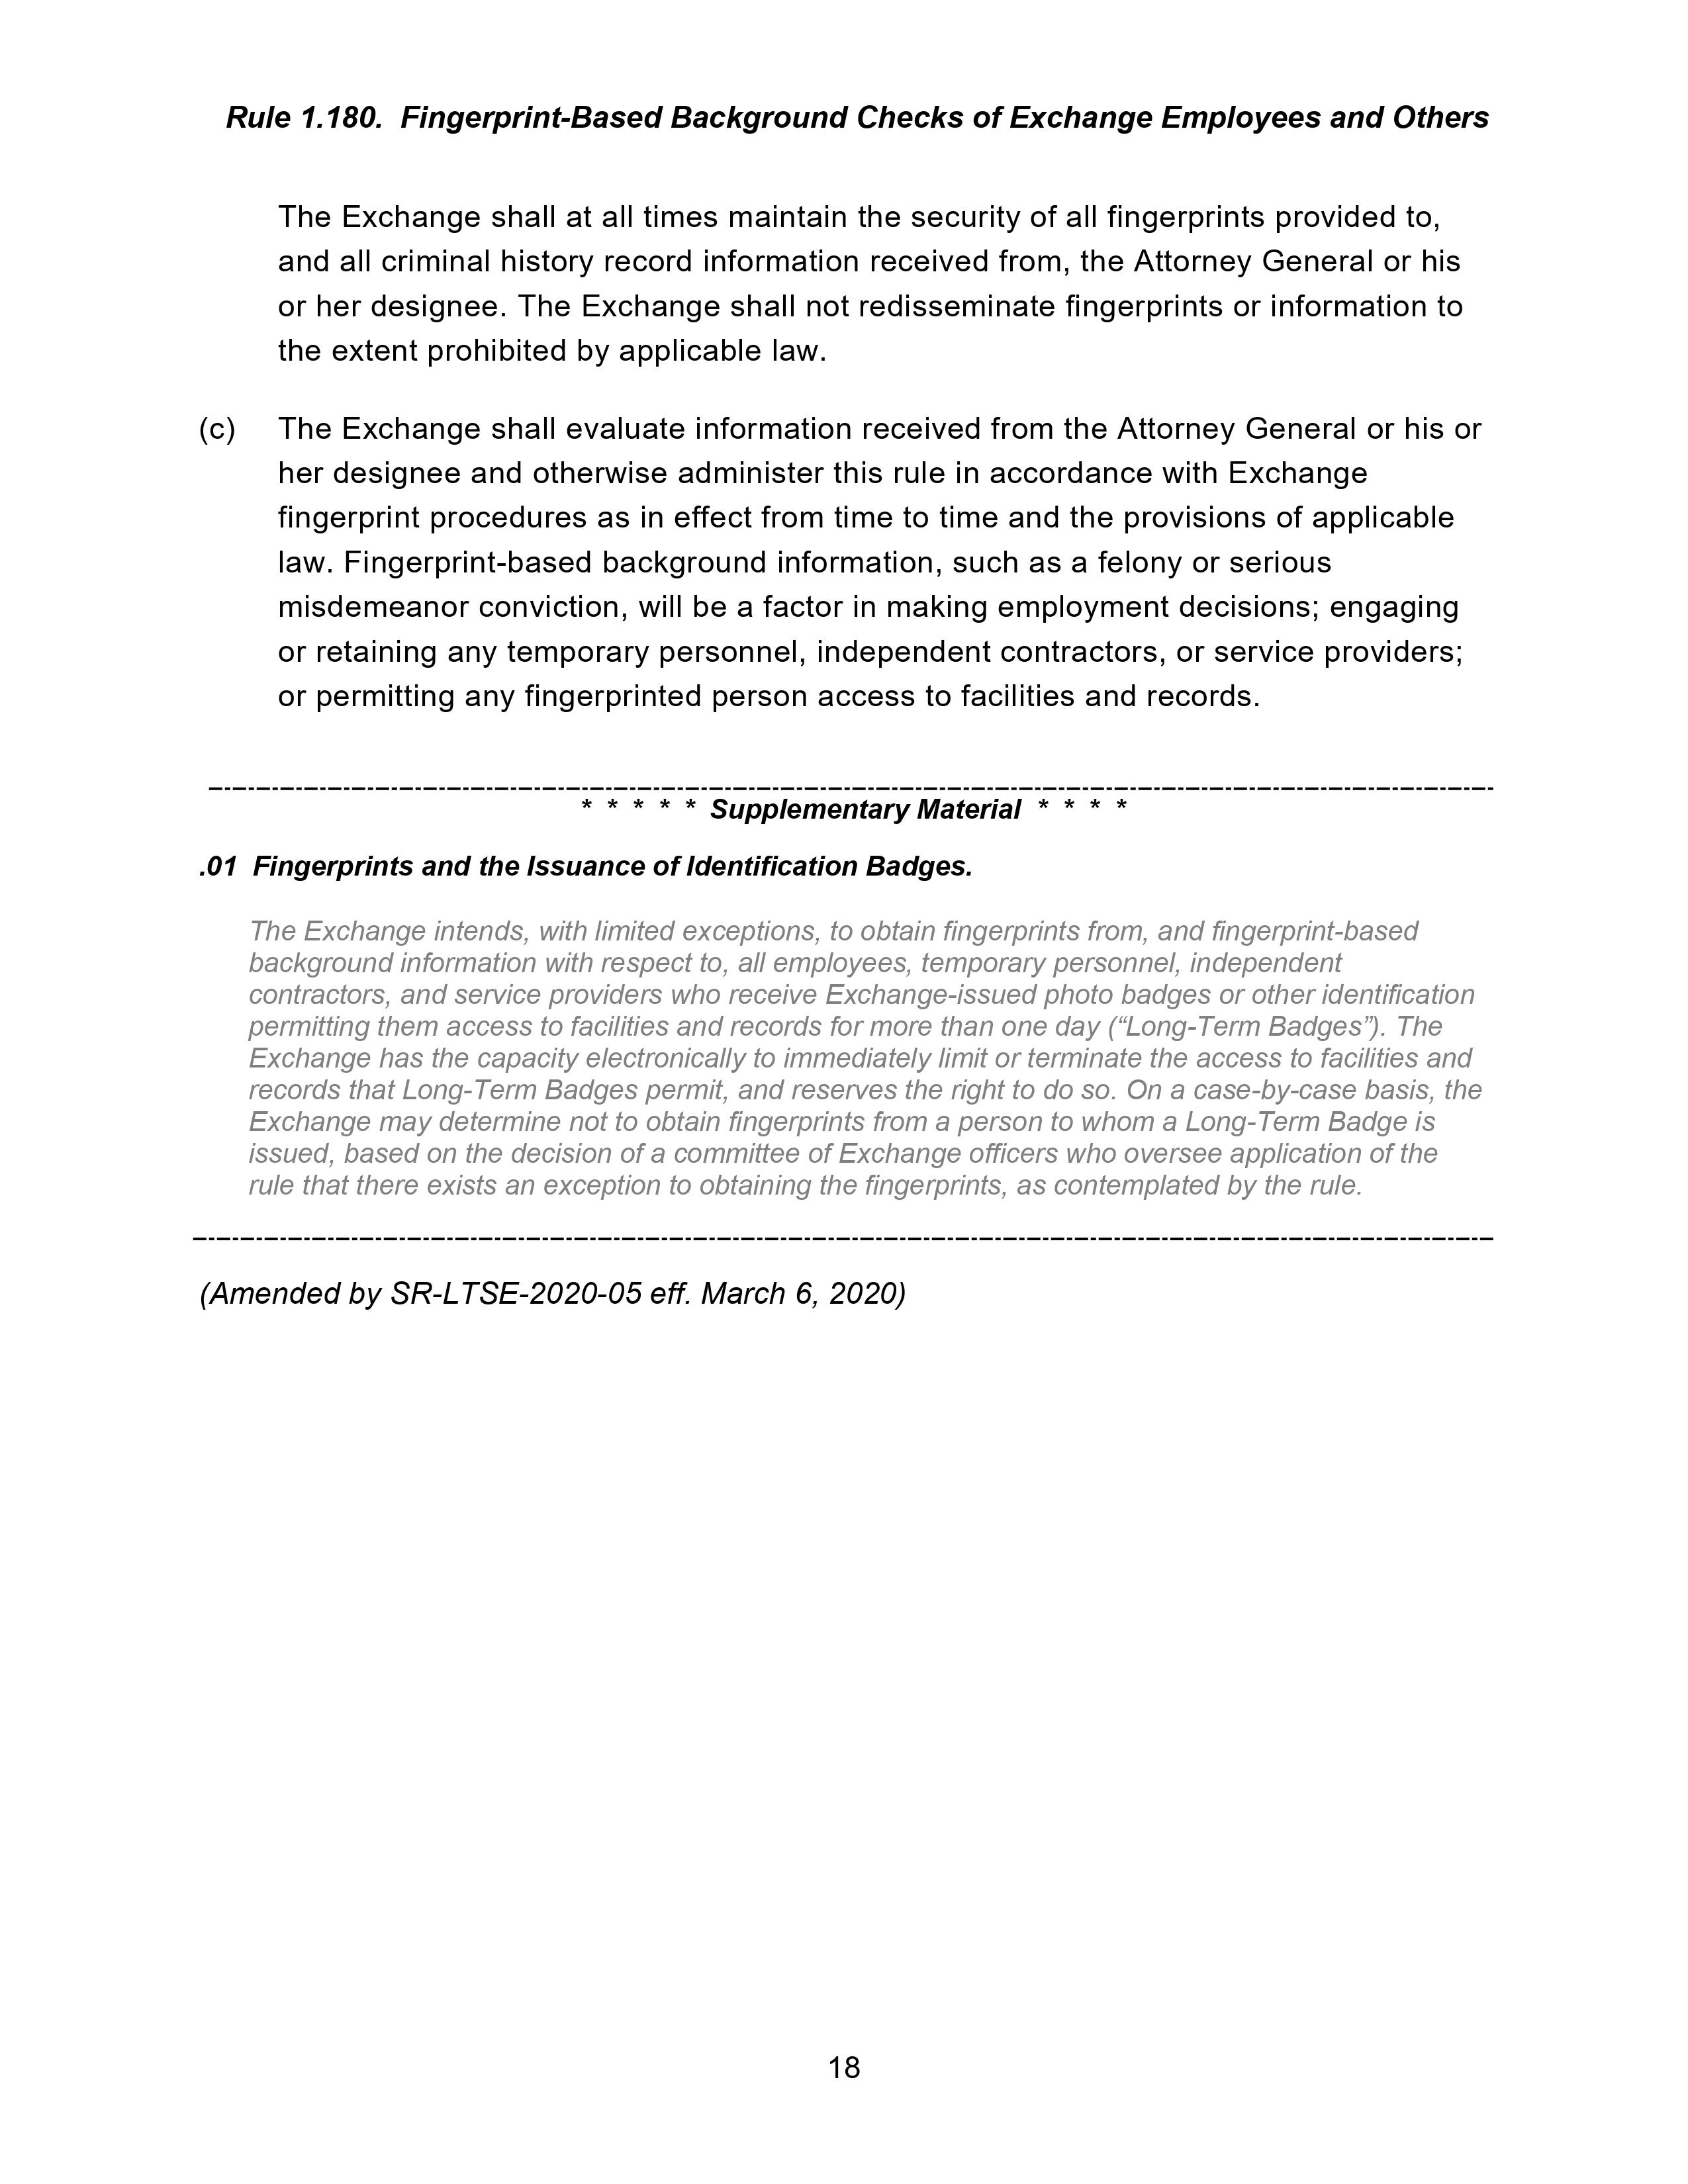 Rule 1.180.  Fingerprint-Based Background Checks of Exchange Employees and Others
The Exchange shall at all times maintain the security of all fingerprints provided to,
and all criminal history record information received from, the Attorney General or his
or her designee. The Exchange shall not redisseminate fingerprints or information to
the extent prohibited by applicable law.
(c) The Exchange shall evaluate information received from the Attorney General or his or
her designee and otherwise administer this rule in accordance with Exchange
fingerprint procedures as in effect from time to time and the provisions of applicable
law. Fingerprint-based background information, such as a felony or serious
misdemeanor conviction, will be a factor in making employment decisions; engaging
or retaining any temporary personnel, independent contractors, or service providers;
or permitting any fingerprinted person access to facilities and records.
* * * * * Supplementary Material * * * *
.01  Fingerprints and the Issuance of Identification Badges.
The Exchange intends, with limited exceptions, to obtain fingerprints from, and fingerprint-based
background information with respect to, all employees, temporary personnel, independent
contractors, and service providers who receive Exchange-issued photo badges or other identification
permitting them access to facilities and records for more than one day (“Long-Term Badges”). The
Exchange has the capacity electronically to immediately limit or terminate the access to facilities and
records that Long-Term Badges permit, and reserves the right to do so. On a case-by-case basis, the
Exchange may determine not to obtain fingerprints from a person to whom a Long-Term Badge is
issued, based on the decision of a committee of Exchange officers who oversee application of the
rule that there exists an exception to obtaining the fingerprints, as contemplated by the rule.
(Amended by SR-LTSE-2020-05 eff. March 6, 2020)
18